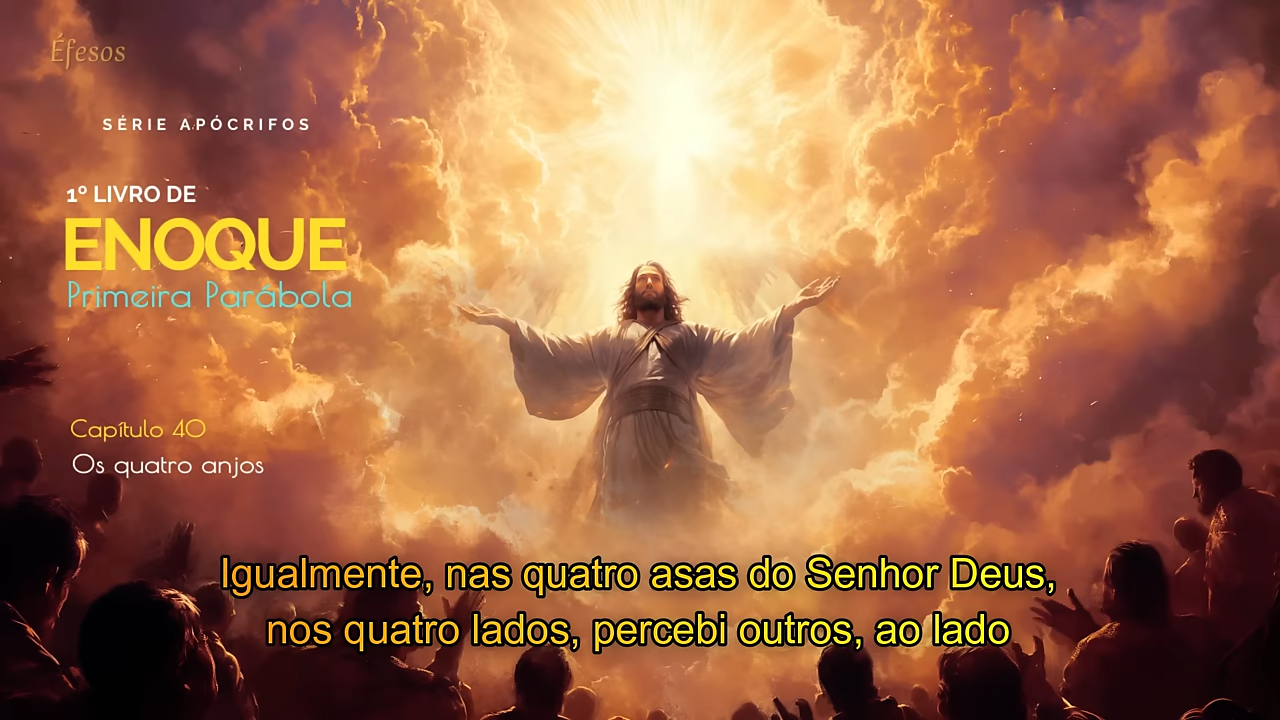 Éfesos
SÉRIE APÓCRIFOS
1º LIVRO DE
ENOQUE
Primeira Parábola
Capítulo 40
Os quatro anjos
Igualmente, nas quatro asas do Senhor Deus,
nos quatro lados, percebi outros, ao lado